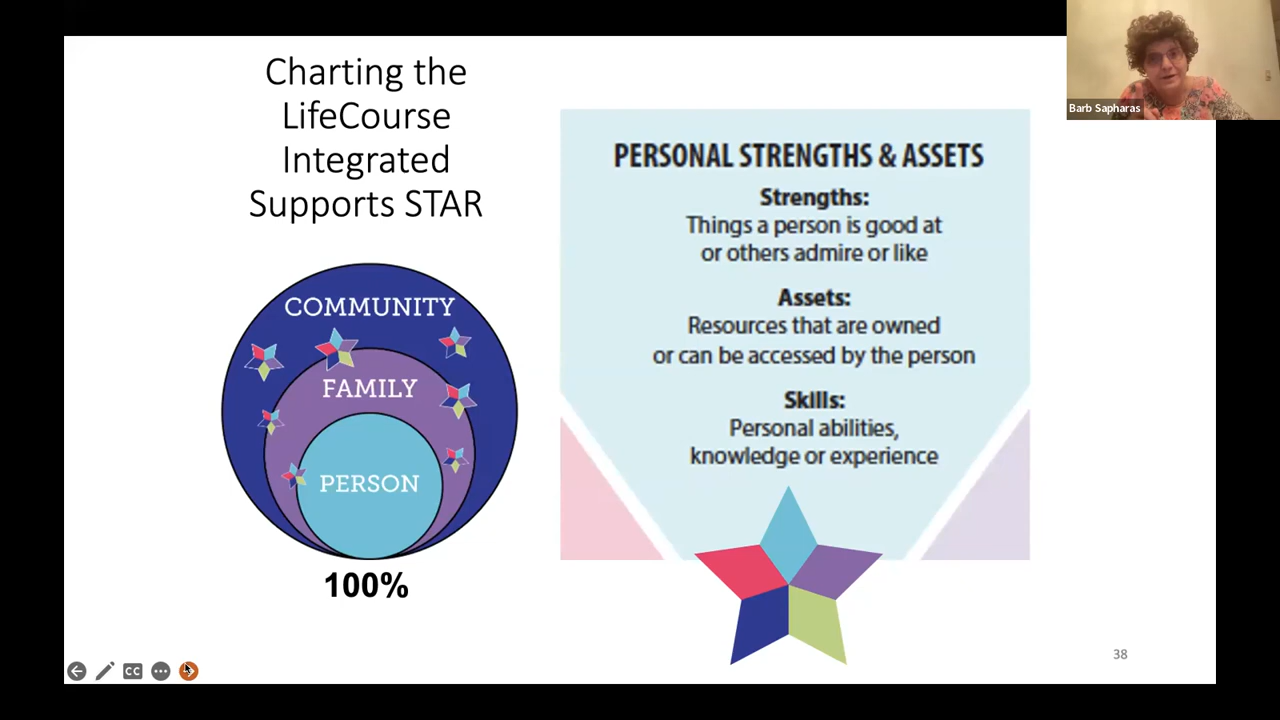 Charting the
LifeCourse
Integrated
Supports STAR
COMMUNITY
FAMILY
PERSON
100%
PERSONAL STRENGTHS & ASSETS
Strengths:
Things a person is good at
or others admire or like
Assets:
Resources that are owned
or can be accessed by the person
Skills:
Personal abilities,
knowledge or experience
Barb Sapharas
CC
38